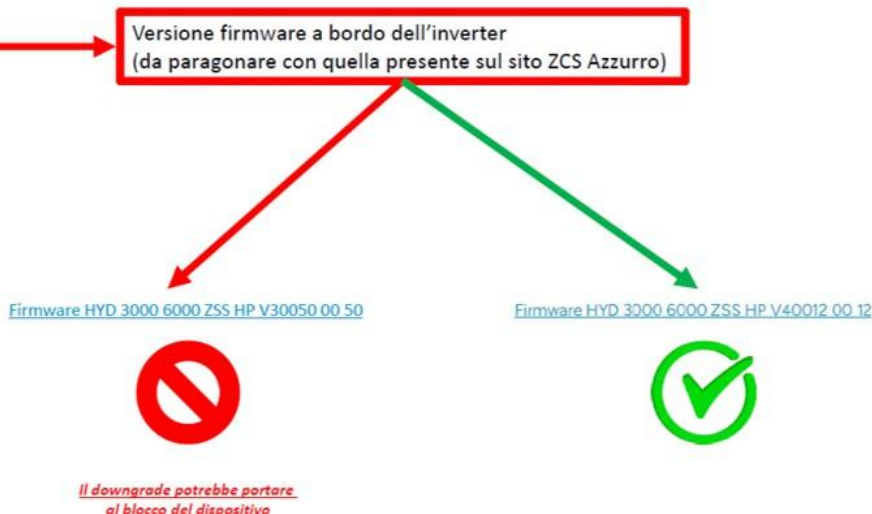 Versione firmware a bordo dell'inverter
(da paragonare con quella presente sul sito ZCS Azzurro)
Firmware HYD 3000 6000 ZSS HP V30050 00 50
Firmware HYD 3000 6000 ZSS HP V40012 00 12
Il downgrade potrebbe portare
al blocco del dispositivo